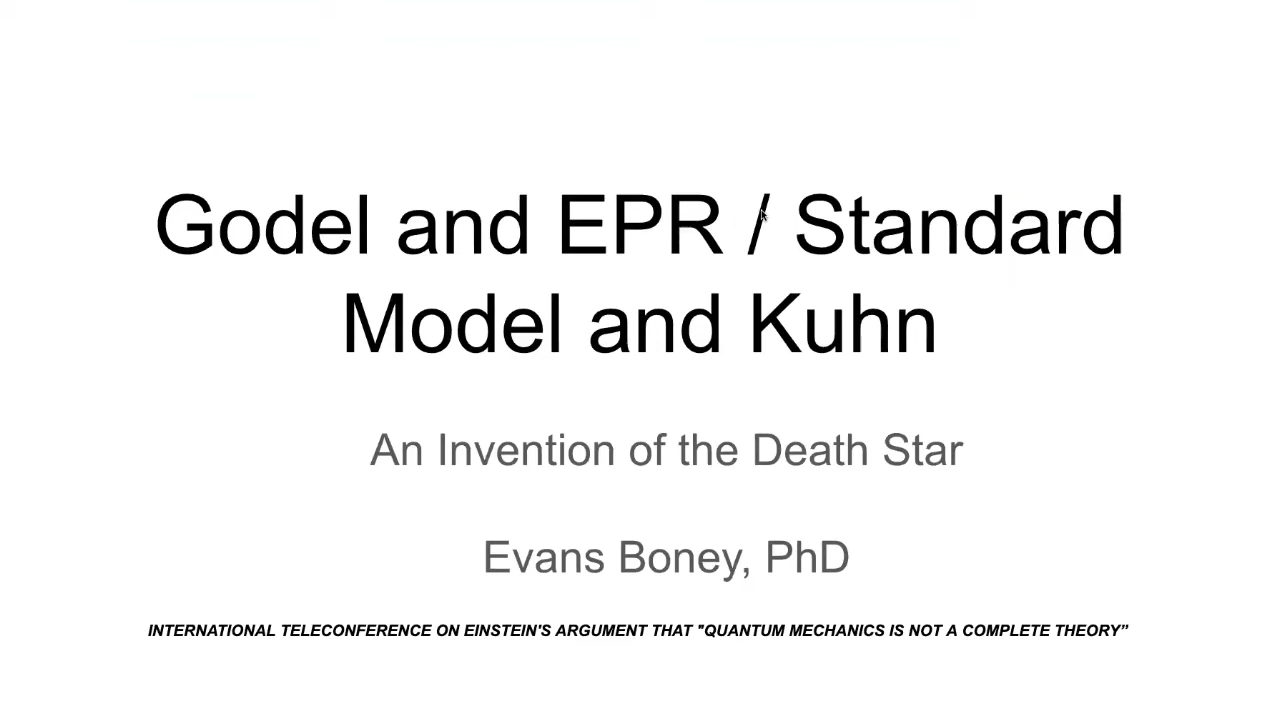 Godel and EPR / Standard
Model and Kuhn
An Invention of the Death Star
Evans Boney, PhD
INTERNATIONAL TELECONFERENCE ON EINSTEIN'S ARGUMENT THAT "QUANTUM MECHANICS IS NOT A COMPLETE THEORY”